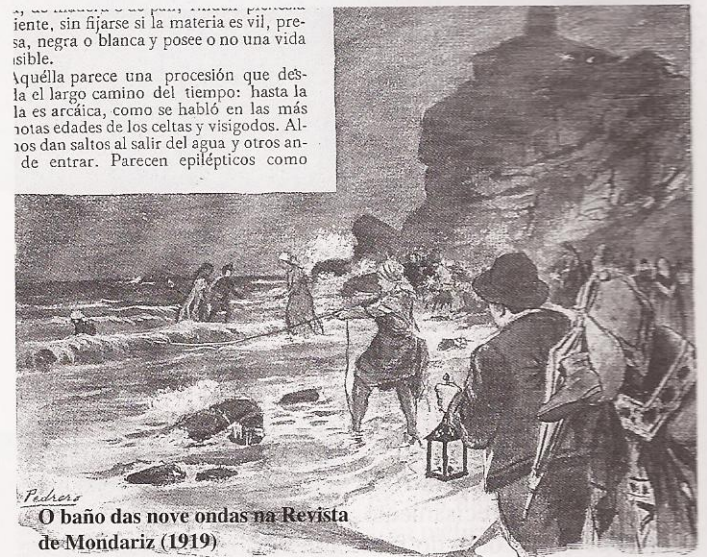 iente, sin fijarse si la materia es vil, pre-
sa, negra o blanca y posee o no una vida
sible.
Aquélla parece una procesión que des-
la el largo camino del tiempo: hasta la
la es arcáica, como se habló en las más
notas edades de los celtas y visigodos. Al-
nos dan saltos al salir del agua y otros an-
de entrar. Parecen epilépticos como
Pedrero
O baño das nove ondas na Revista
de Mondariz (1919)